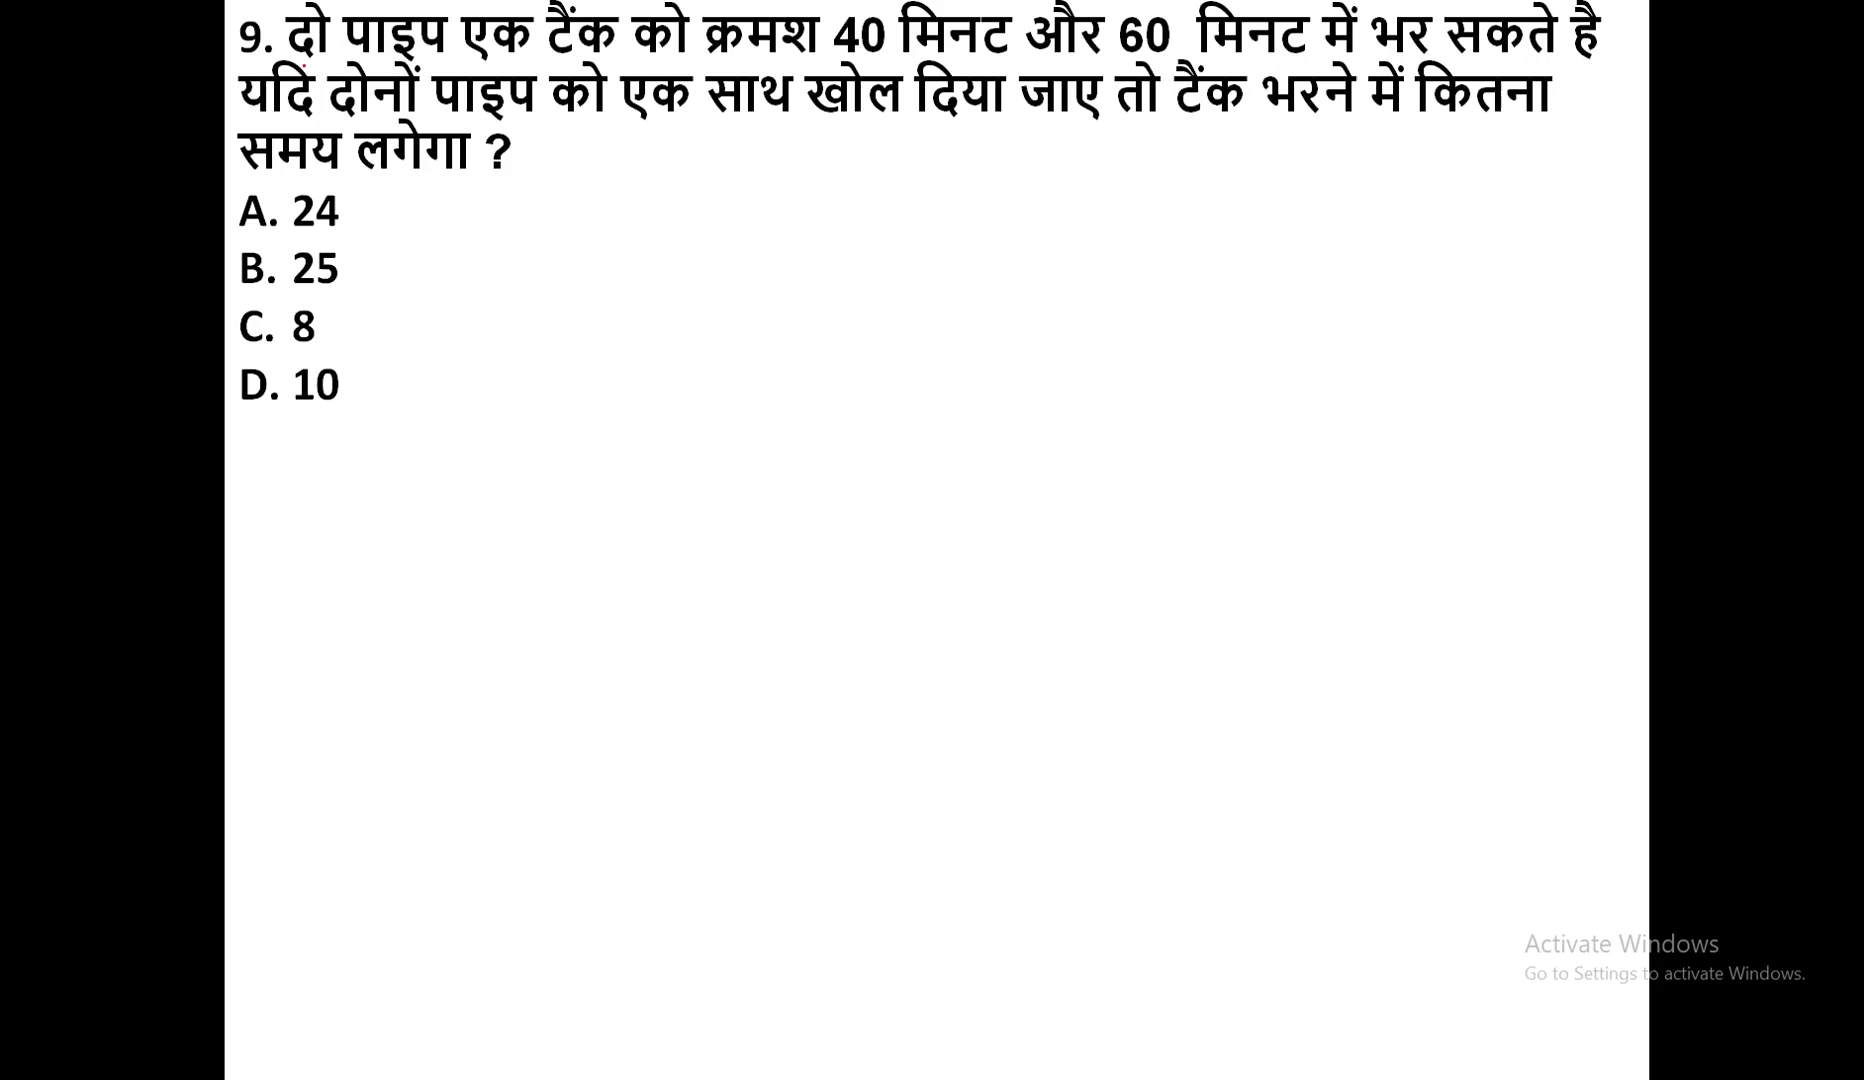 9. दो पाइप एक टैंक को क्रमश 40 मिनट और 60 मिनट में भर सकते है
यदि दोनों पाइप को एक साथ खोल दिया जाए तो टैंक भरने में कितना
समय लगेगा ?
A. 24
B. 25
C. 8
D. 10
Activate Windows
Go to Settings to activate Windows.